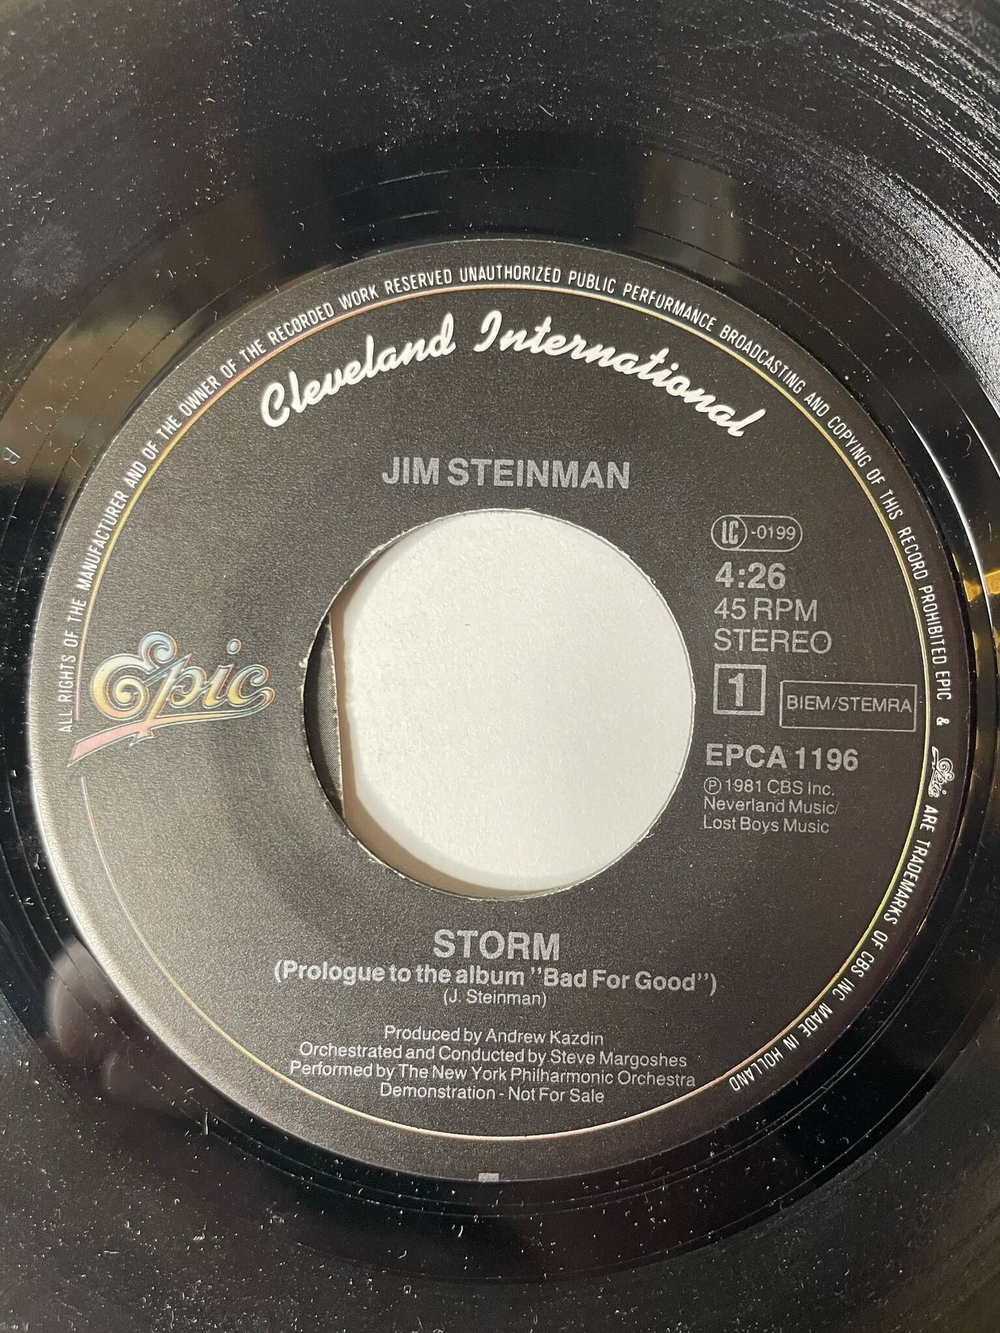 ALL RIGHTS OF THE MANUFACTURER AND OF THE OWNER OF THE RECORDED WORK RESERVED UNAUTHORIZED PUBLIC PERFORMANCE BROADCASTING AND COPYING OF THIS RECORD PROHIBITED EPIC & Epic ARE TRADEMARKS OF CBS INC MADE IN HOLLAND
Cleveland International
JIM STEINMAN
LC -0199
4:26
45 RPM
STEREO
1 BIEM/STEMRA
Epic
EPCA 1196
℗ 1981 CBS Inc.
Neverland Music/
Lost Boys Music
STORM
(Prologue to the album "Bad For Good")
(J. Steinman)
Produced by Andrew Kazdin
Orchestrated and Conducted by Steve Margoshes
Performed by The New York Philharmonic Orchestra
Demonstration - Not For Sale